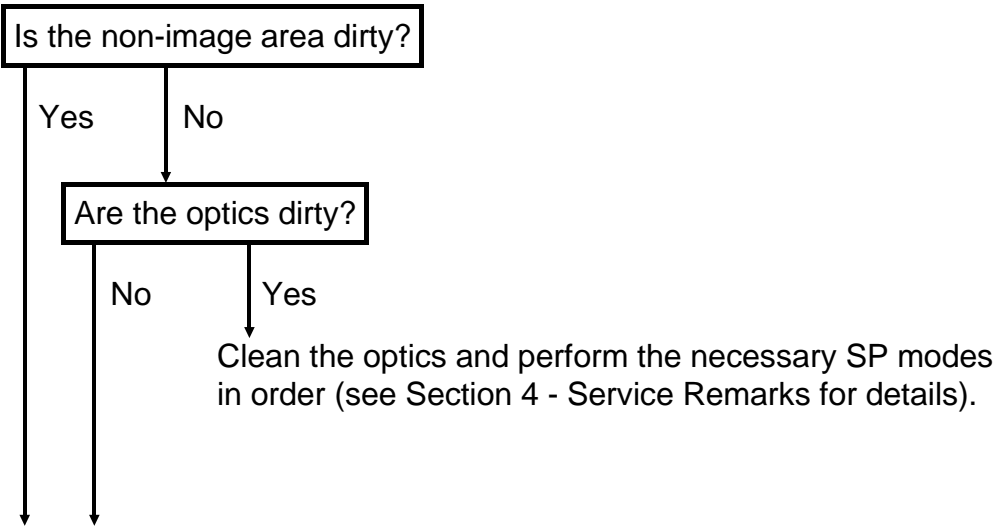 Is the non-image area dirty?
Yes
No
Are the optics dirty?
No
Yes
Clean the optics and perform the necessary SP modes
in order (see Section 4 - Service Remarks for details).